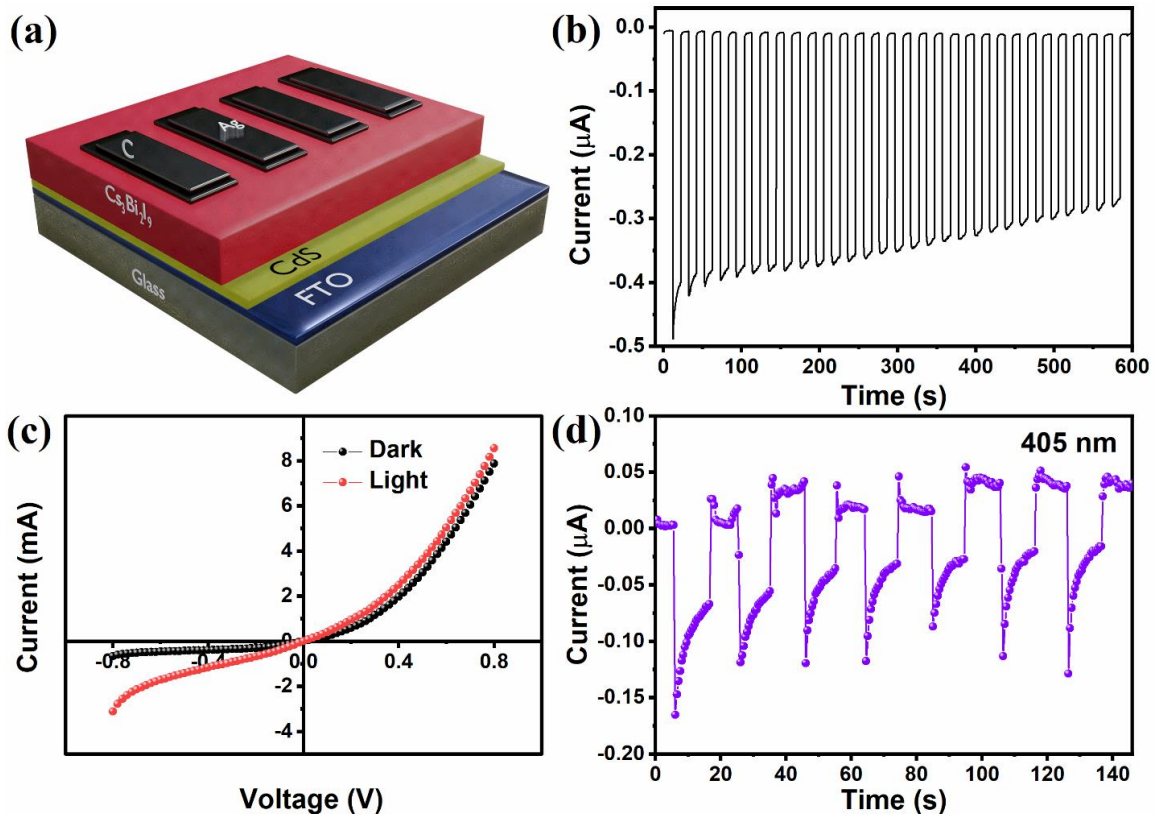 (a)
C
Ag
Cs₃Bi₂I₉
CdS
FTO
Glass
(b)
0.0
-0.1
-0.2
-0.3
-0.4
-0.5
Current (μA)
0 100 200 300 400 500 600
Time (s)
(c)
Dark
Light
8
6
4
2
0
-2
-4
-0.8 -0.4 0.0 0.4 0.8
Current (mA)
Voltage (V)
(d)
405 nm
0.10
0.05
0.00
-0.05
-0.10
-0.15
-0.20
Current (μA)
0 20 40 60 80 100 120 140
Time (s)